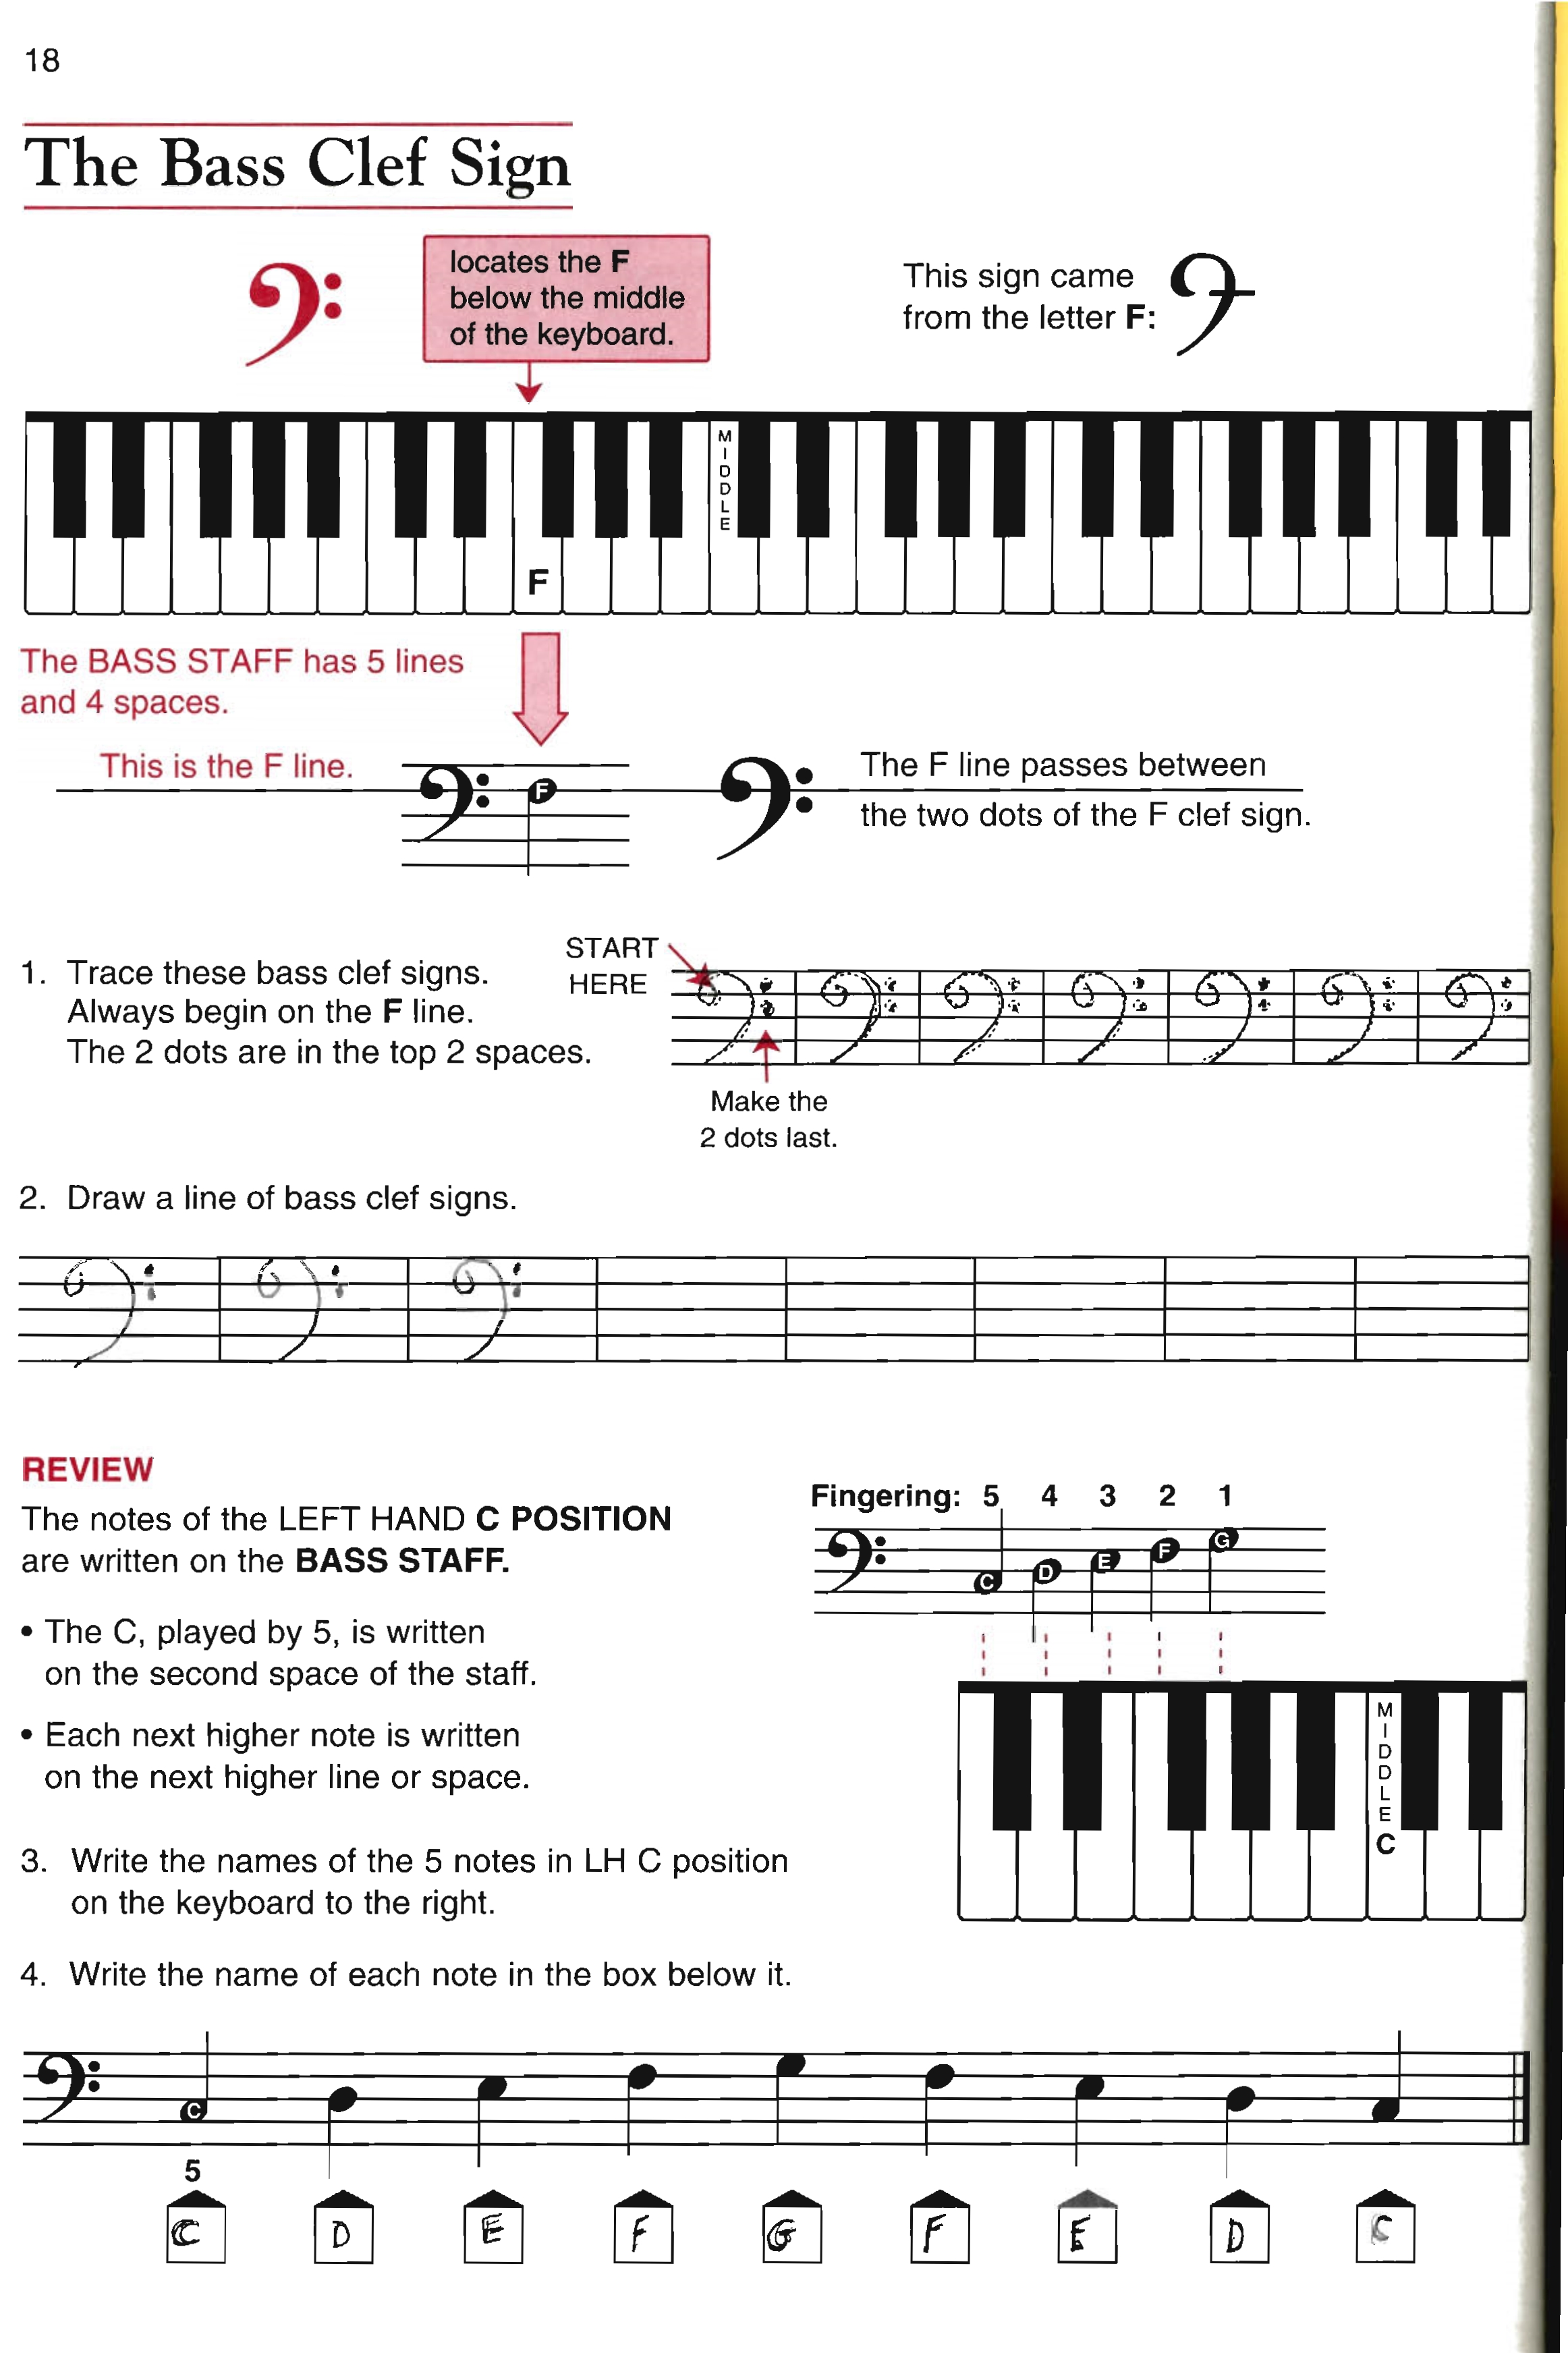 18
The Bass Clef Sign
locates the F
below the middle
of the keyboard.
This sign came
from the letter F:
MIDDLE
F
The BASS STAFF has 5 lines
and 4 spaces.
This is the F line.
F
The F line passes between
the two dots of the F clef sign.
1. Trace these bass clef signs.
Always begin on the F line.
The 2 dots are in the top 2 spaces.
START
HERE
Make the
2 dots last.
2. Draw a line of bass clef signs.
REVIEW
The notes of the LEFT HAND C POSITION
are written on the BASS STAFF.
• The C, played by 5, is written
on the second space of the staff.
• Each next higher note is written
on the next higher line or space.
Fingering: 5 4 3 2 1
C D E F G
MIDDLE
C
3. Write the names of the 5 notes in LH C position
on the keyboard to the right.
4. Write the name of each note in the box below it.
C
5
C D E F G F E D C